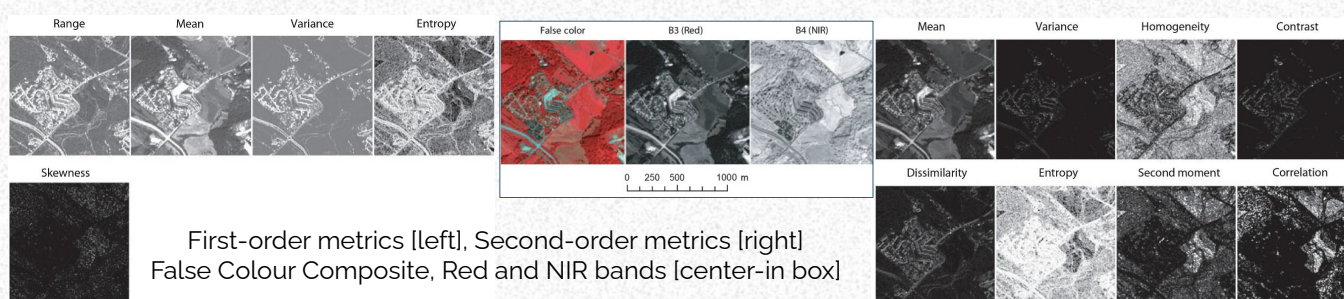 Range Mean Variance Entropy
Skewness
False color B3 (Red) B4 (NIR)
0 250 500 1000 m
Mean Variance Homogeneity Contrast
Dissimilarity Entropy Second moment Correlation
First-order metrics [left], Second-order metrics [right]
False Colour Composite, Red and NIR bands [center-in box]